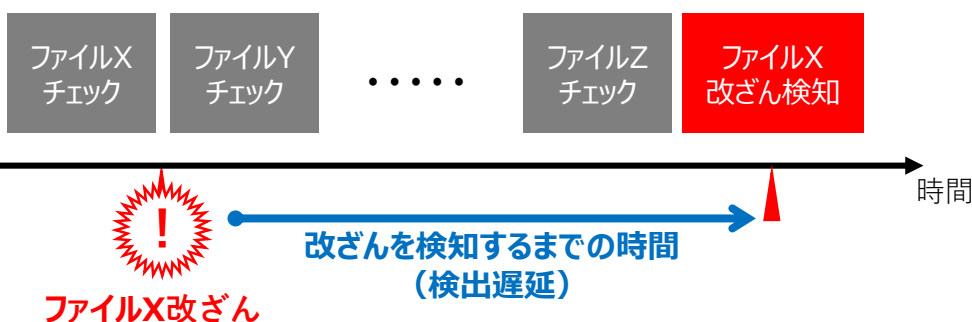 ファイルX
チェック
ファイルY
チェック
・・・・・
ファイルZ
チェック
ファイルX
改ざん検知
時間
!
改ざんを検知するまでの時間
（検出遅延）
ファイルX改ざん